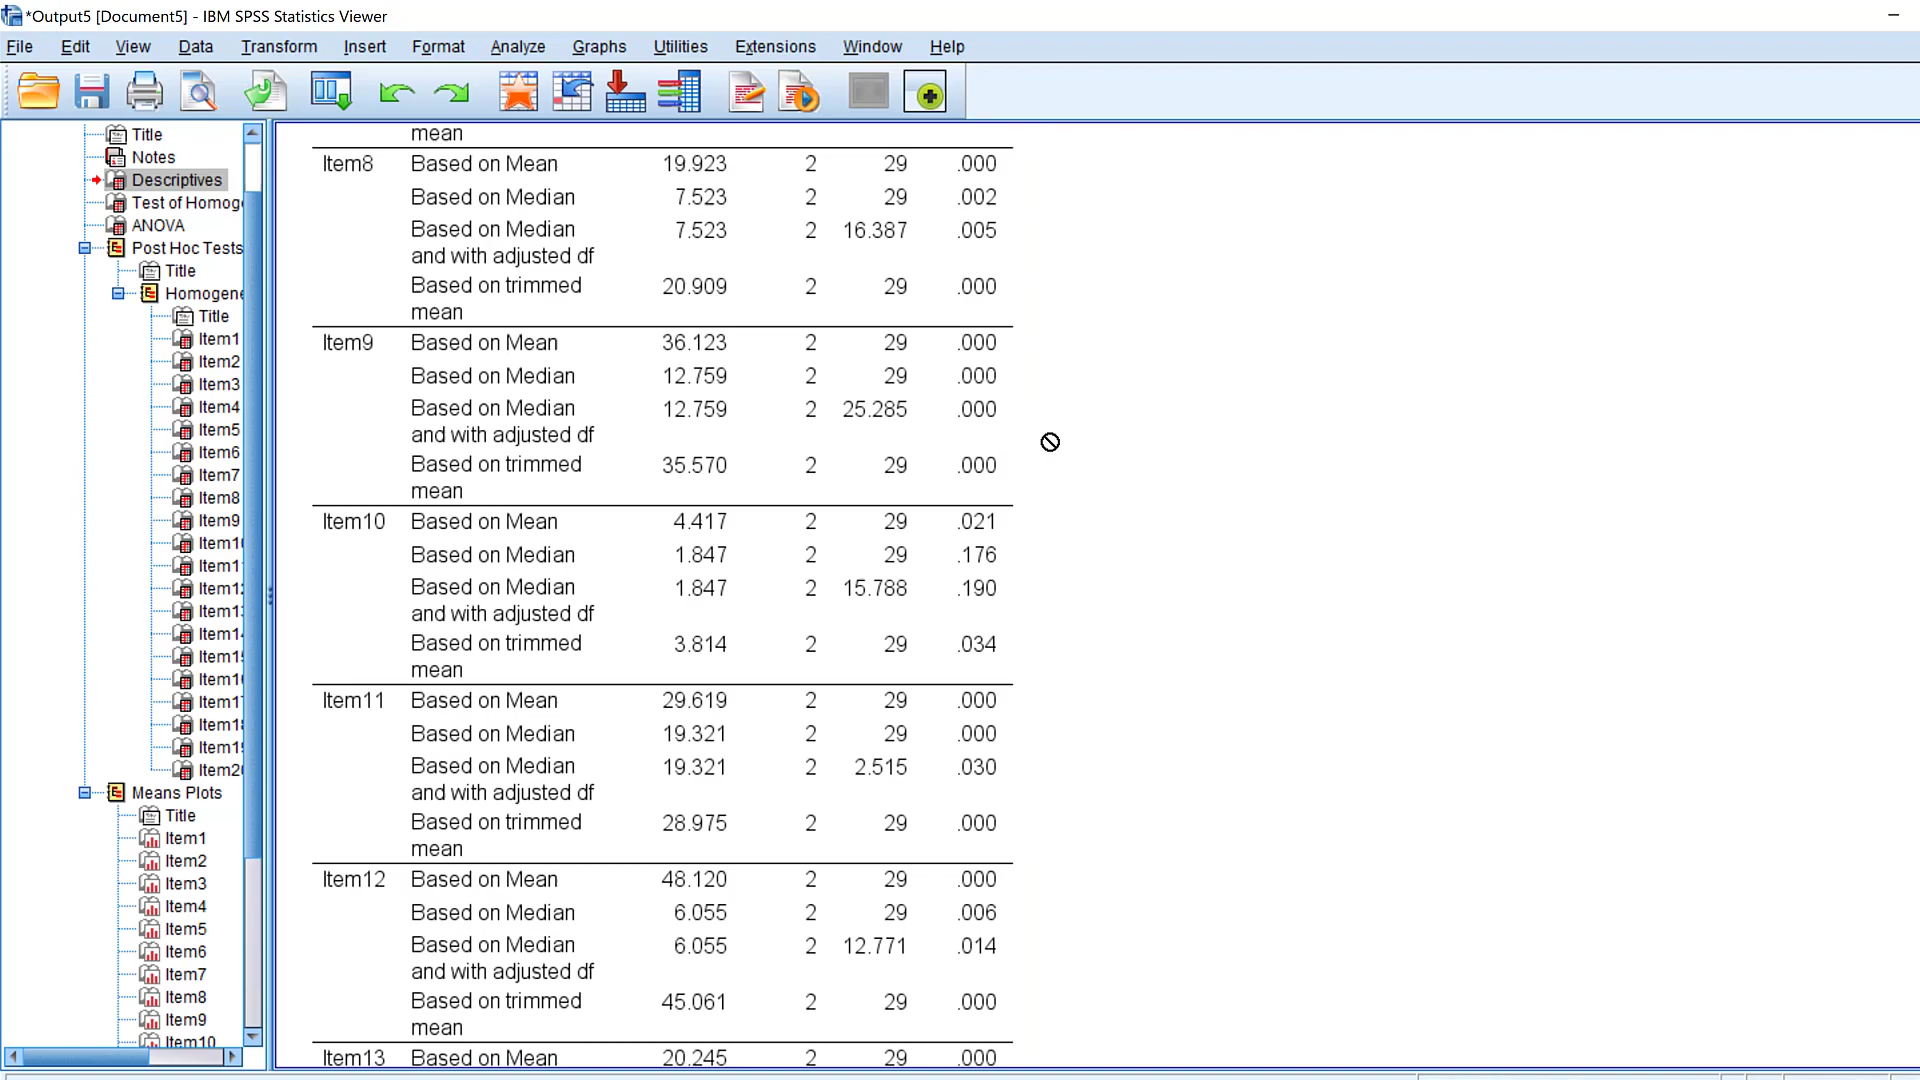 *Output5 [Document5] - IBM SPSS Statistics Viewer
File Edit View Data Transform Insert Format Analyze Graphs Utilities Extensions Window Help
Title
Notes
Descriptives
Test of Homog
ANOVA
Post Hoc Tests
Title
Homogene
Title
Item1
Item2
Item3
Item4
Item5
Item6
Item7
Item8
Item9
Item1
Item1
Item1
Item1
Item1
Item1
Item1
Item1
Item1
Item1
Item2
Means Plots
Title
Item1
Item2
Item3
Item4
Item5
Item6
Item7
Item8
Item9
Item10
mean
Item8 Based on Mean 19.923 2 29 .000
Based on Median 7.523 2 29 .002
Based on Median 7.523 2 16.387 .005
and with adjusted df
Based on trimmed 20.909 2 29 .000
mean
Item9 Based on Mean 36.123 2 29 .000
Based on Median 12.759 2 29 .000
Based on Median 12.759 2 25.285 .000
and with adjusted df
Based on trimmed 35.570 2 29 .000
mean
Item10 Based on Mean 4.417 2 29 .021
Based on Median 1.847 2 29 .176
Based on Median 1.847 2 15.788 .190
and with adjusted df
Based on trimmed 3.814 2 29 .034
mean
Item11 Based on Mean 29.619 2 29 .000
Based on Median 19.321 2 29 .000
Based on Median 19.321 2 2.515 .030
and with adjusted df
Based on trimmed 28.975 2 29 .000
mean
Item12 Based on Mean 48.120 2 29 .000
Based on Median 6.055 2 29 .006
Based on Median 6.055 2 12.771 .014
and with adjusted df
Based on trimmed 45.061 2 29 .000
mean
Item13 Based on Mean 20.245 2 29 .000